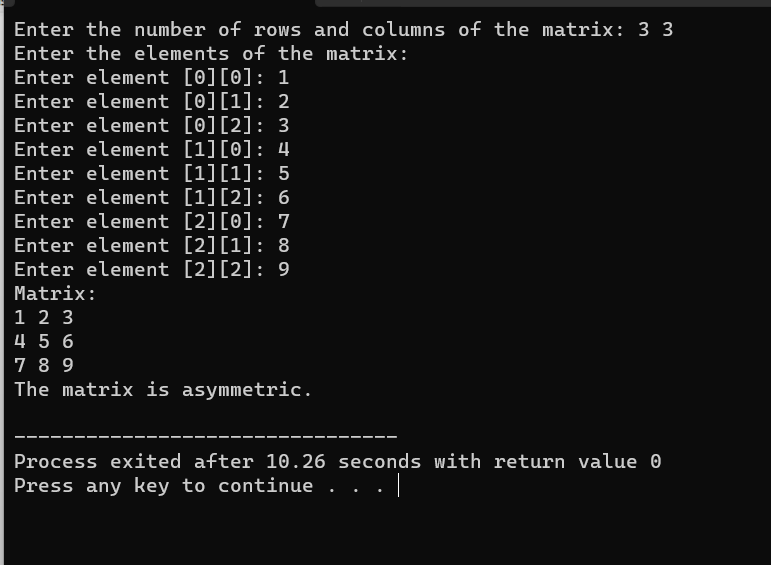 Enter the number of rows and columns of the matrix: 3 3
Enter the elements of the matrix:
Enter element [0][0]: 1
Enter element [0][1]: 2
Enter element [0][2]: 3
Enter element [1][0]: 4
Enter element [1][1]: 5
Enter element [1][2]: 6
Enter element [2][0]: 7
Enter element [2][1]: 8
Enter element [2][2]: 9
Matrix:
1 2 3
4 5 6
7 8 9
The matrix is asymmetric.
--------------------------------
Process exited after 10.26 seconds with return value 0
Press any key to continue . . .